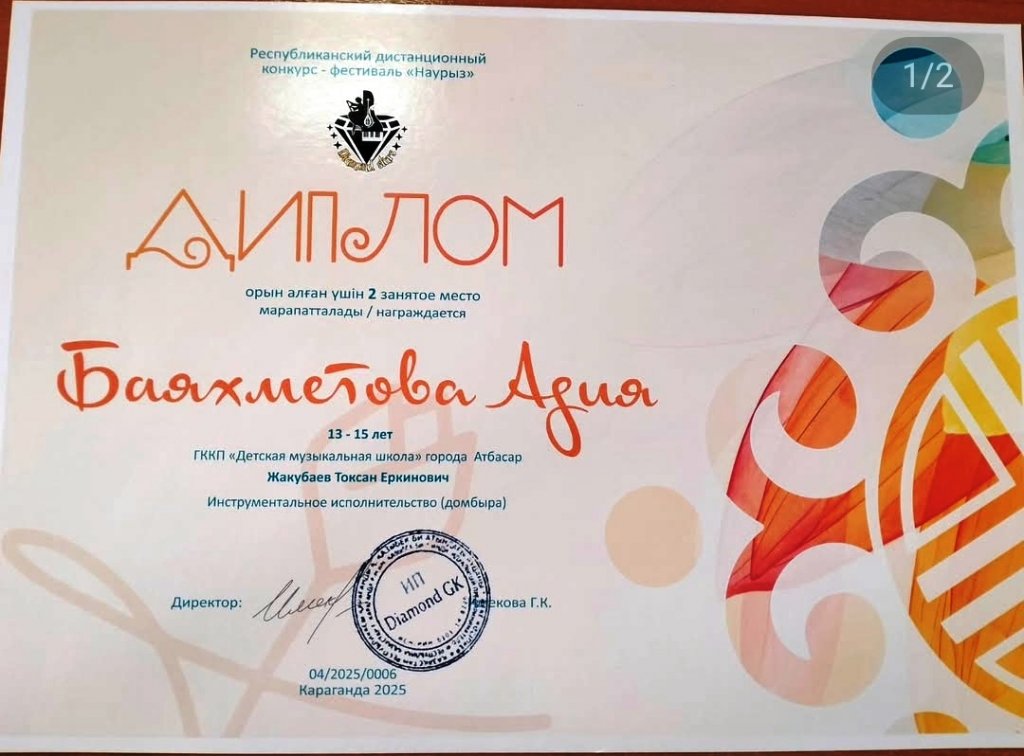 1/2
Республиканский дистанционный
конкурс - фестиваль «Наурыз»
Diamond stars
ДИПЛОМ
орын алған үшін 2 занятое место
марапатталады / награждается
Баяхметова Адия
13 - 15 лет
ГККП «Детская музыкальная школа» города Атбасар
Жакубаев Токсан Еркинович
Инструментальное исполнительство (домбыра)
ИП
Diamond GK
Директор: Г.К.
04/2025/0006
Караганда 2025